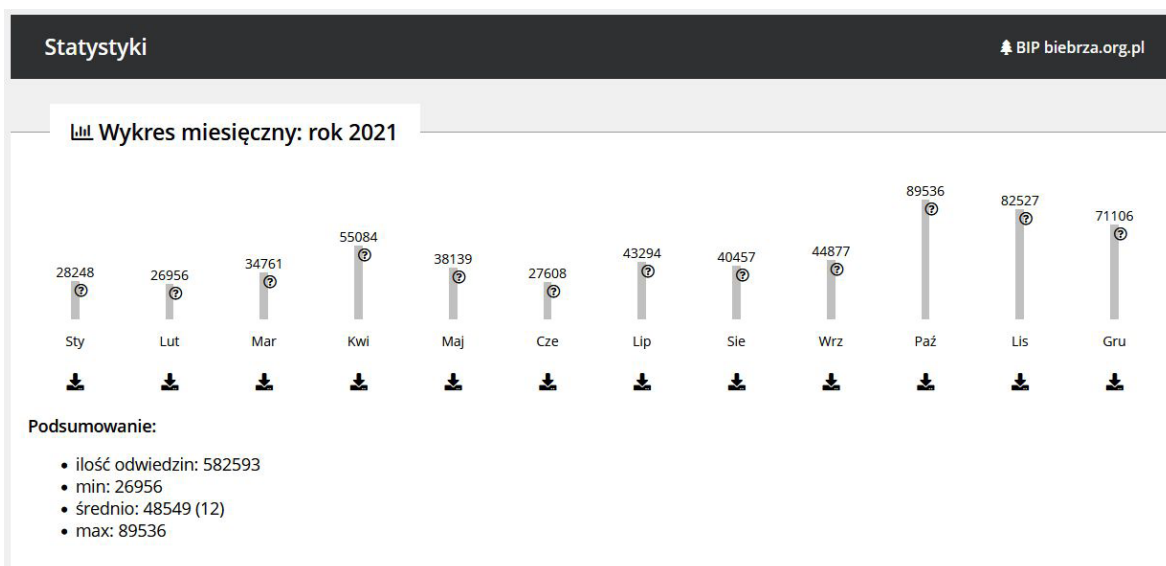 Statystyki
BIP biebrza.org.pl
Wykres miesięczny: rok 2021
28248 26956 34761 55084 38139 27608 43294 40457 44877 89536 82527 71106
Sty Lut Mar Kwi Maj Cze Lip Sie Wrz Paź Lis Gru
Podsumowanie:
• ilość odwiedzin: 582593
• min: 26956
• średnio: 48549 (12)
• max: 89536